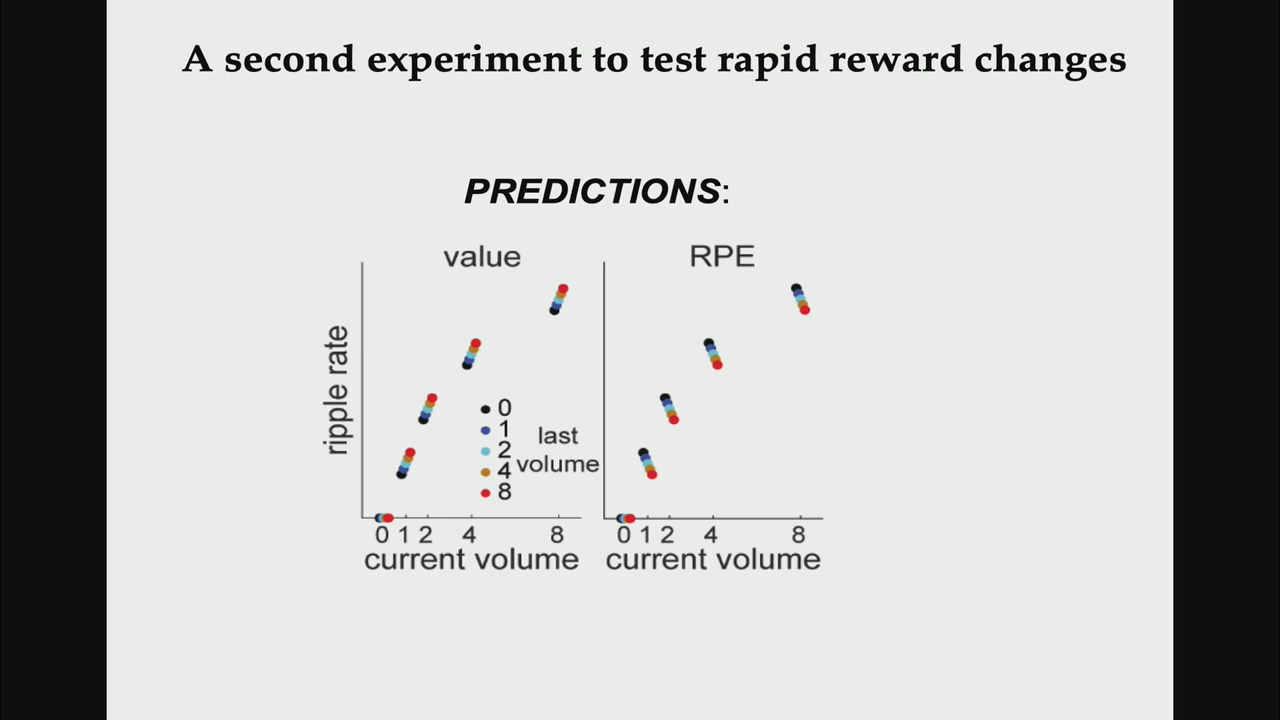 A second experiment to test rapid reward changes
PREDICTIONS:
value
RPE
ripple rate
0
1
2
4
8
last
volume
0 1 2 4 8
current volume
0 1 2 4 8
current volume